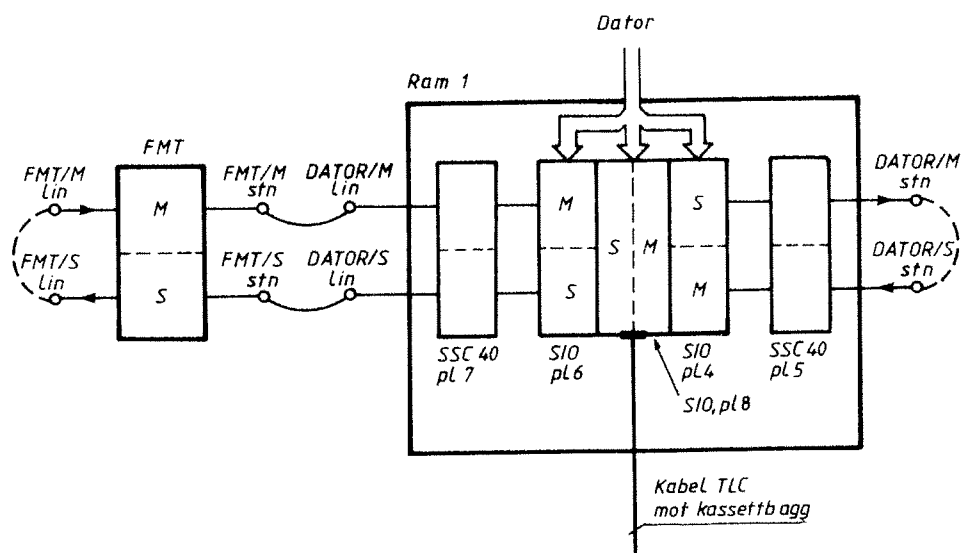 Dator
Ram 1
FMT
FMT/M
lin
FMT/M
stn
DATOR/M
lin
DATOR/M
stn
M
M
S
S
M
FMT/S
lin
FMT/S
stn
DATOR/S
lin
DATOR/S
stn
S
S
M
SSC 40
pl 7
SIO
pl 6
SIO
pl 4
SSC 40
pl 5
SIO, pl 8
Kabel TLC
mot kassettbagg